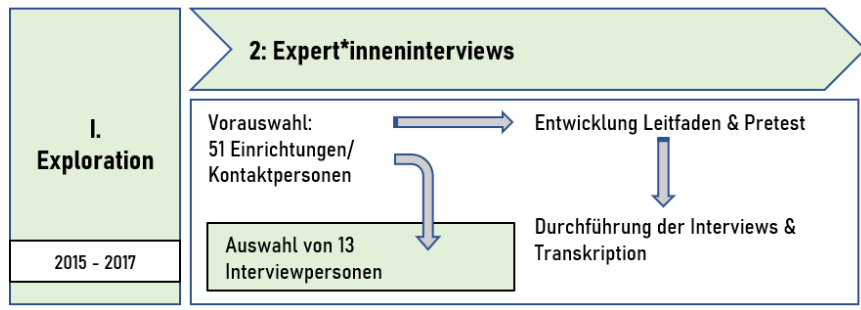 I.
Exploration
2015 - 2017
2: Expert*inneninterviews
Vorauswahl:
51 Einrichtungen/
Kontaktpersonen
Entwicklung Leitfaden & Pretest
Auswahl von 13
Interviewpersonen
Durchführung der Interviews &
Transkription